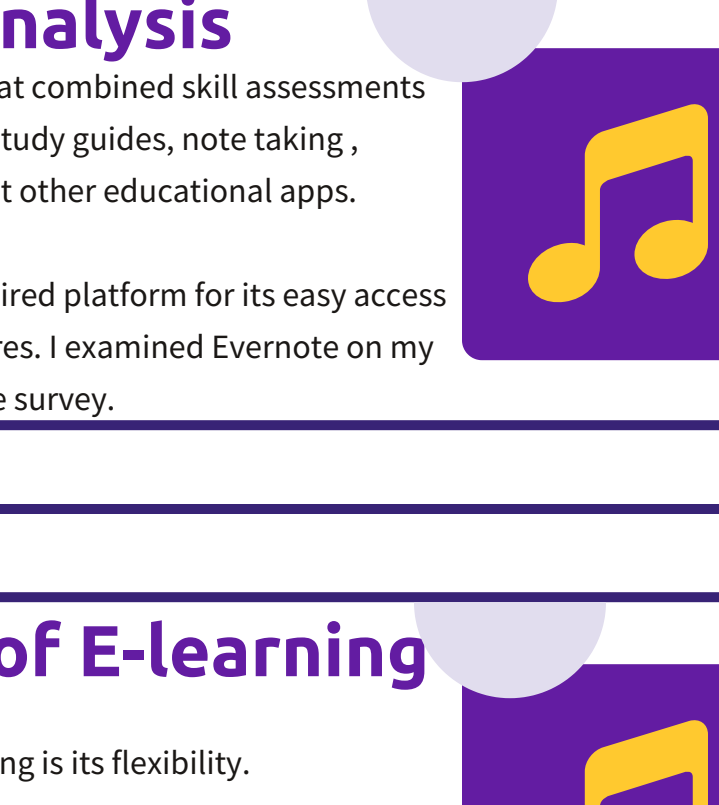 nalysis
at combined skill assessments
tudy guides, note taking ,
t other educational apps.
ired platform for its easy access
res. I examined Evernote on my
e survey.
of E-learning
ng is its flexibility.